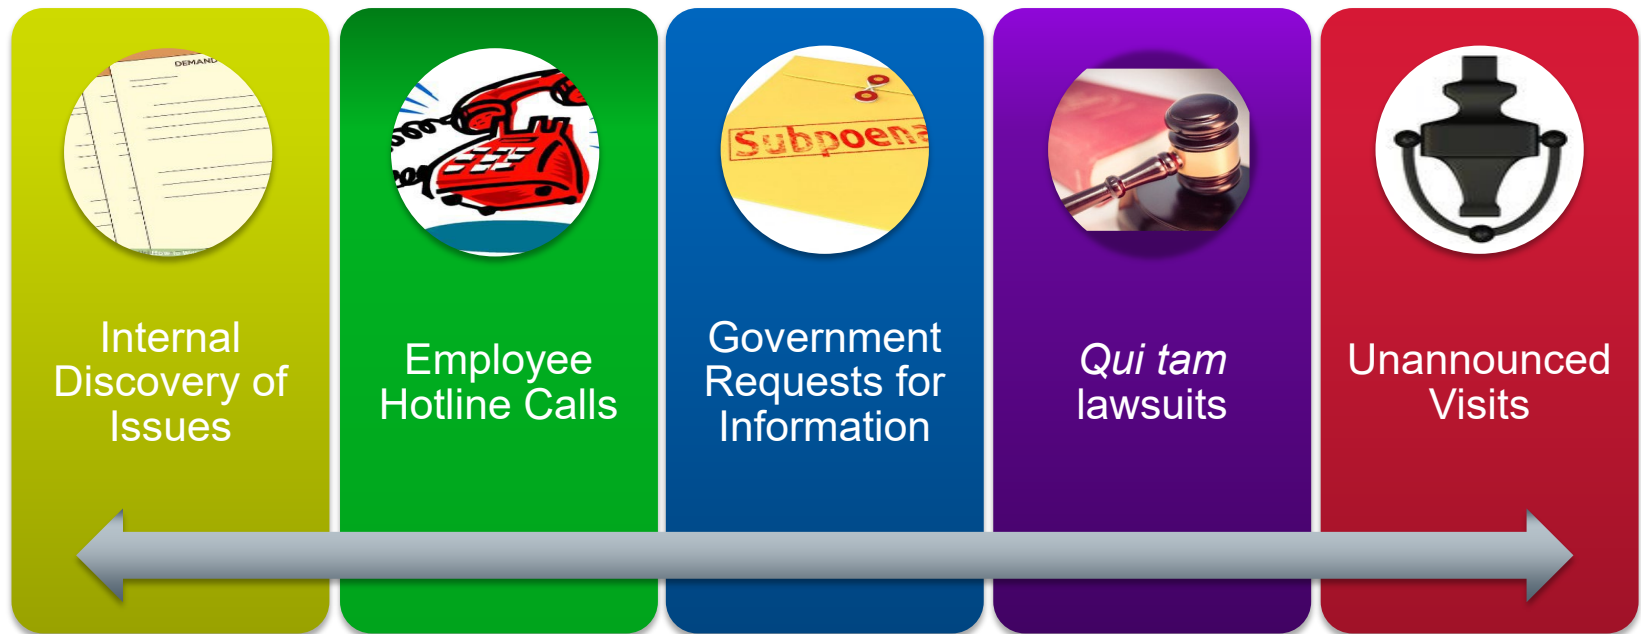 DEMAND
Subpoena
Internal
Discovery of
Issues
Employee
Hotline Calls
Government
Requests for
Information
Qui tam
lawsuits
Unannounced
Visits